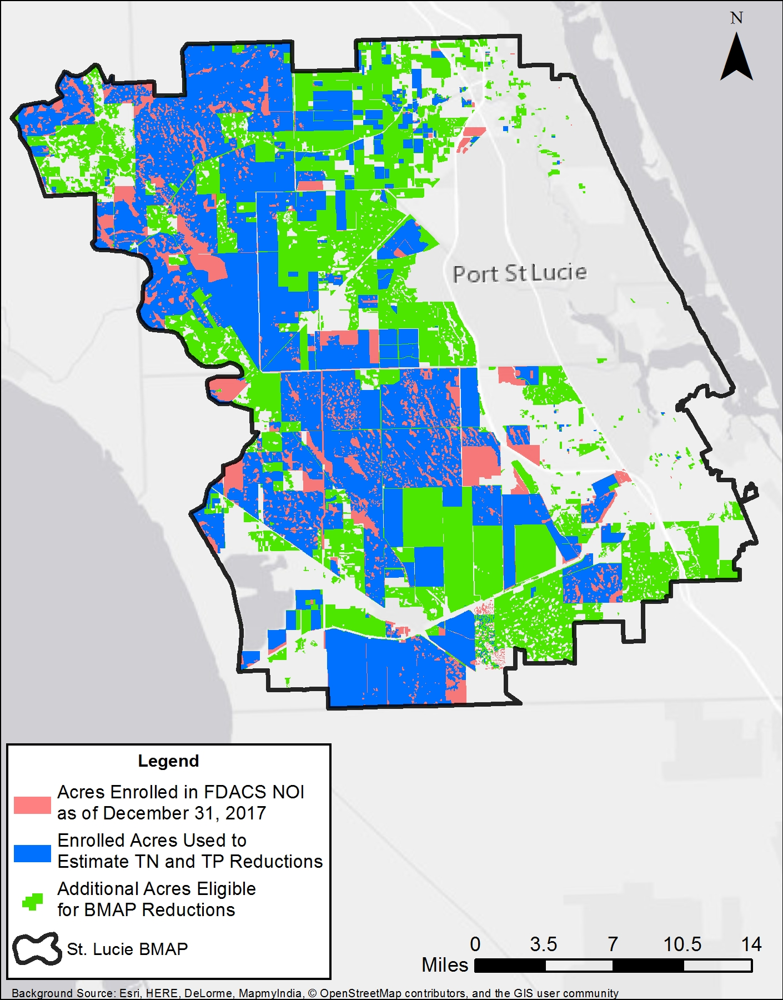 N
Port St Lucie
Legend
Acres Enrolled in FDACS NOI
as of December 31, 2017
Enrolled Acres Used to
Estimate TN and TP Reductions
Additional Acres Eligible
for BMAP Reductions
St. Lucie BMAP
0 3.5 7 10.5 14
Miles
Background Source: Esri, HERE, DeLorme, MapmyIndia, © OpenStreetMap contributors, and the GIS user community